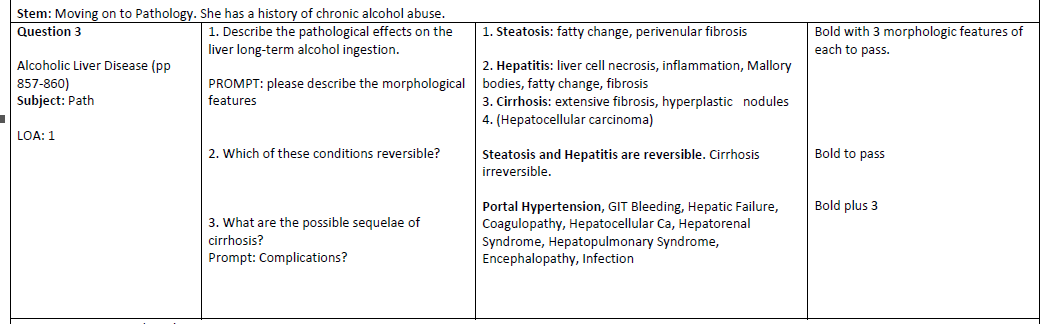 Stem: Moving on to Pathology. She has a history of chronic alcohol abuse.
Question 3
Alcoholic Liver Disease (pp
857-860)
Subject: Path
LOA: 1
1. Describe the pathological effects on the
liver long-term alcohol ingestion.
PROMPT: please describe the morphological
features
2. Which of these conditions reversible?
3. What are the possible sequelae of
cirrhosis?
Prompt: Complications?
1. Steatosis: fatty change, perivenular fibrosis
2. Hepatitis: liver cell necrosis, inflammation, Mallory
bodies, fatty change, fibrosis
3. Cirrhosis: extensive fibrosis, hyperplastic nodules
4. (Hepatocellular carcinoma)
Steatosis and Hepatitis are reversible. Cirrhosis
irreversible.
Portal Hypertension, GIT Bleeding, Hepatic Failure,
Coagulopathy, Hepatocellular Ca, Hepatorenal
Syndrome, Hepatopulmonary Syndrome,
Encephalopathy, Infection
Bold with 3 morphologic features of
each to pass.
Bold to pass
Bold plus 3